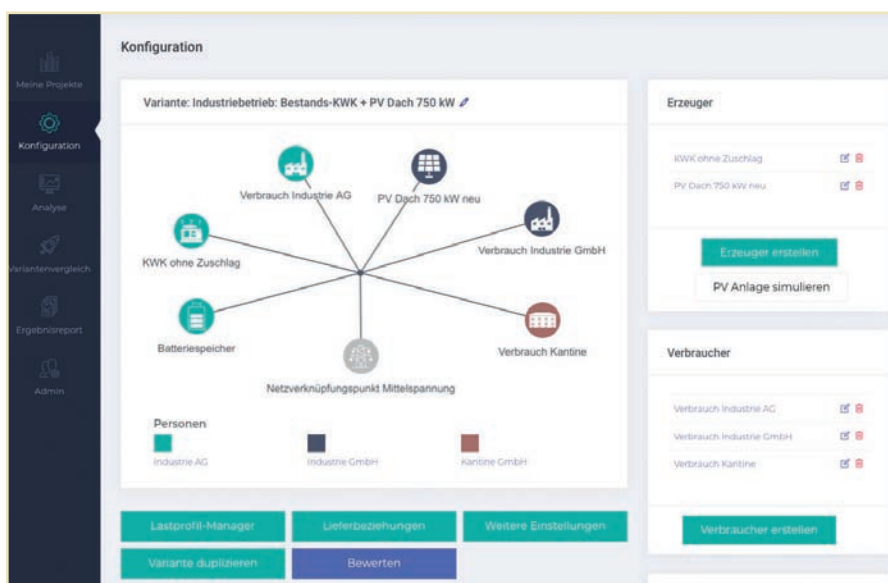 Meine Projekte
Konfiguration
Analyse
Variantenvergleich
Ergebnisreport
Admin
Konfiguration
Variante: Industriebetrieb: Bestands-KWK + PV Dach 750 kW
Verbrauch Industrie AG
PV Dach 750 kW neu
KWK ohne Zuschlag
Verbrauch Industrie GmbH
Batteriespeicher
Verbrauch Kantine
Netzverknüpfungspunkt Mittelspannung
Personen
Industrie AG
Industrie GmbH
Kantine GmbH
Lastprofil-Manager
Lieferbeziehungen
Weitere Einstellungen
Variante duplizieren
Bewerten
Erzeuger
KWK ohne Zuschlag
PV Dach 750 kW neu
Erzeuger erstellen
PV Anlage simulieren
Verbraucher
Verbrauch Industrie AG
Verbrauch Industrie GmbH
Verbrauch Kantine
Verbraucher erstellen